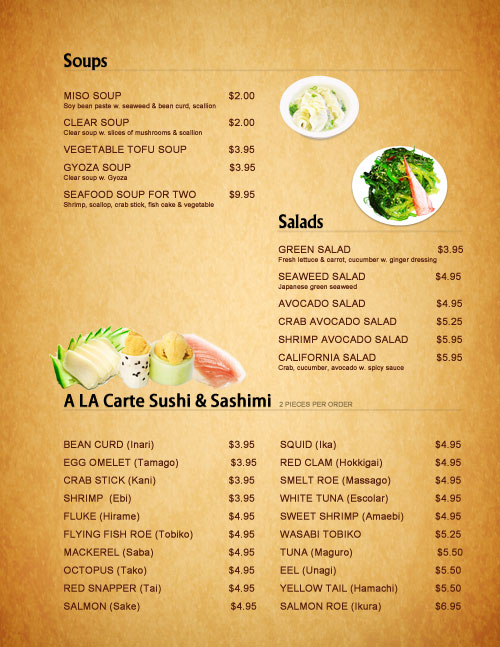 Soups
MISO SOUP $2.00
Soy bean paste w. seaweed & bean curd, scallion
CLEAR SOUP $2.00
Clear soup w. slices of mushrooms & scallion
VEGETABLE TOFU SOUP $3.95
GYOZA SOUP $3.95
Clear soup w. Gyoza
SEAFOOD SOUP FOR TWO $9.95
Shrimp, scallop, crab stick, fish cake & vegetable
Salads
GREEN SALAD $3.95
Fresh lettuce & carrot, cucumber w. ginger dressing
SEAWEED SALAD $4.95
Japanese green seaweed
AVOCADO SALAD $4.95
CRAB AVOCADO SALAD $5.25
SHRIMP AVOCADO SALAD $5.95
CALIFORNIA SALAD $5.95
Crab, cucumber, avocado w. spicy sauce
A LA Carte Sushi & Sashimi 2 PIECES PER ORDER
BEAN CURD (Inari) $3.95
EGG OMELET (Tamago) $3.95
CRAB STICK (Kani) $3.95
SHRIMP (Ebi) $3.95
FLUKE (Hirame) $4.95
FLYING FISH ROE (Tobiko) $4.95
MACKEREL (Saba) $4.95
OCTOPUS (Tako) $4.95
RED SNAPPER (Tai) $4.95
SALMON (Sake) $4.95
SQUID (Ika) $4.95
RED CLAM (Hokkigai) $4.95
SMELT ROE (Massago) $4.95
WHITE TUNA (Escolar) $4.95
SWEET SHRIMP (Amaebi) $4.95
WASABI TOBIKO $5.25
TUNA (Maguro) $5.50
EEL (Unagi) $5.50
YELLOW TAIL (Hamachi) $5.50
SALMON ROE (Ikura) $6.95